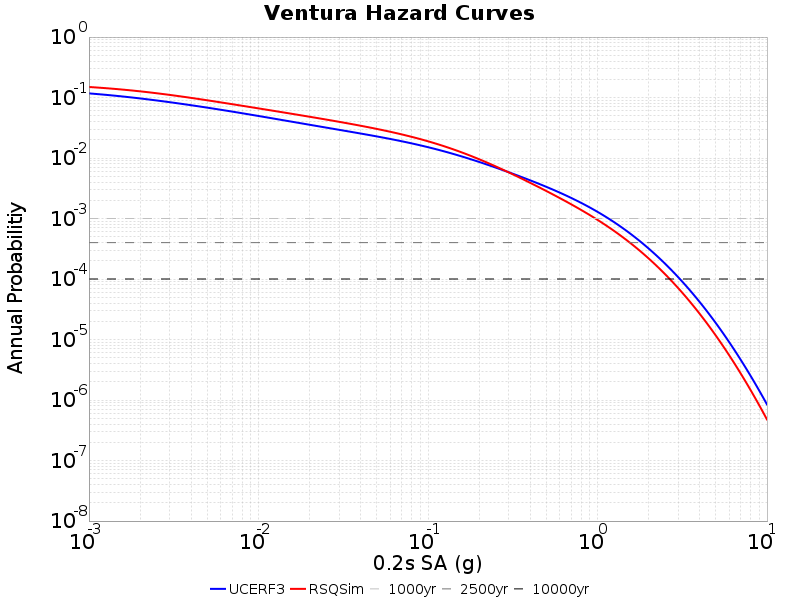 Ventura Hazard Curves
Annual Probabilitiy
10^0
10^-1
10^-2
10^-3
10^-4
10^-5
10^-6
10^-7
10^-8
10^-3 10^-2 10^-1 10^0 10^1
0.2s SA (g)
UCERF3 RSQSim 1000yr 2500yr 10000yr